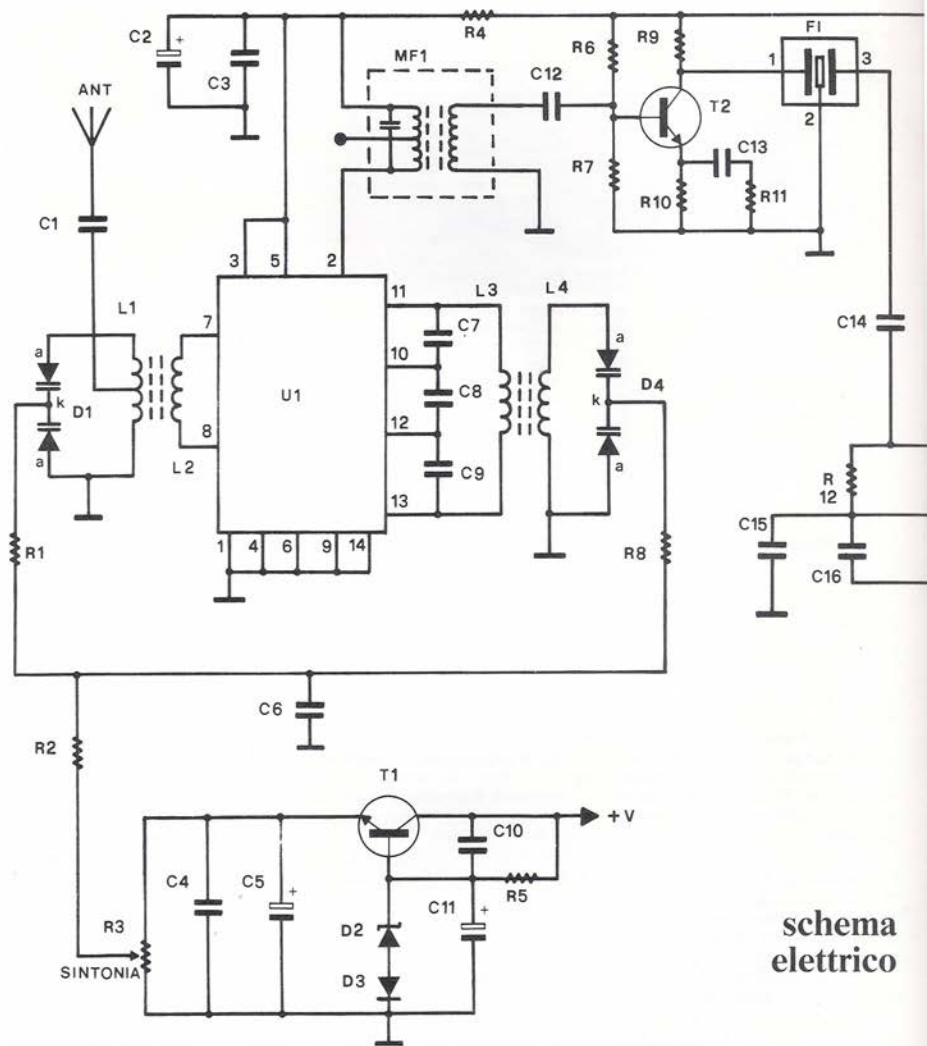 R4
C2
+
C3
MF1
C12
R6
R9
FI
1
3
2
T2
ANT
C1
R7
C13
R10
R11
3
5
2
L1
a
D1
k
a
7
8
L2
U1
11
10
12
13
C7
C8
C9
L3
L4
a
k
D4
a
C14
1
4
6
9
14
R1
R8
R
12
C15
C16
C6
R2
T1
+V
C10
C4
C5
+
C11
+
R5
R3
SINTONIA
D2
D3
schema
elettrico